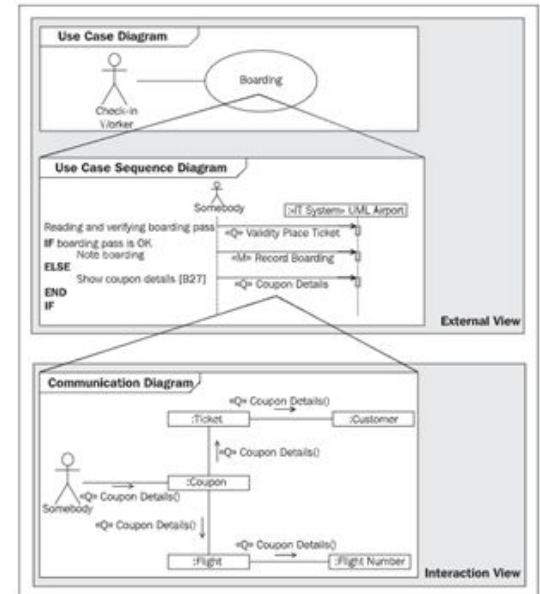 Use Case Diagram
Boarding
Check-in
Worker
Use Case Sequence Diagram
Somebody
:«IT System» UML Airport
Reading and verifying boarding pass
«Q» Validity Place Ticket
IF boarding pass is OK
Note boarding
«M» Record Boarding
ELSE
Show coupon details [B27]
«Q» Coupon Details
END
IF
External View
Communication Diagram
«Q» Coupon Details()
:Ticket
:Customer
«Q» Coupon Details()
:Coupon
«Q» Coupon Details()
Somebody
«Q» Coupon Details()
«Q» Coupon Details()
:Flight
:Flight Number
Interaction View